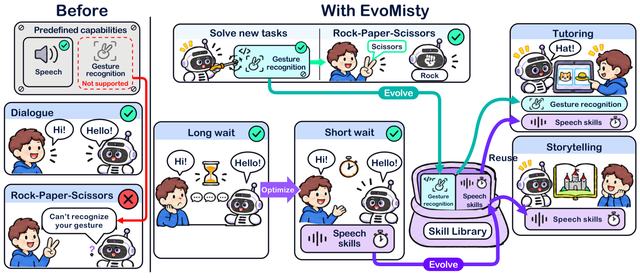 Before
Predefined capabilities
Speech
Gesture
recognition
Not supported
Dialogue
Hi!
Hello!
Rock-Paper-Scissors
Can't recognize
your gesture
?
With EvoMisty
Solve new tasks
</>
Gesture
recognition
Rock-Paper-Scissors
Scissors
Rock
Evolve
Long wait
Hi!
Hello!
Optimize
Short wait
Hi!
Hello!
Speech
skills
Evolve
</>
Gesture
recognition
Speech
skills
Skill Library
Reuse
Tutoring
Hat!
Gesture recognition
Speech skills
Storytelling
Speech skills